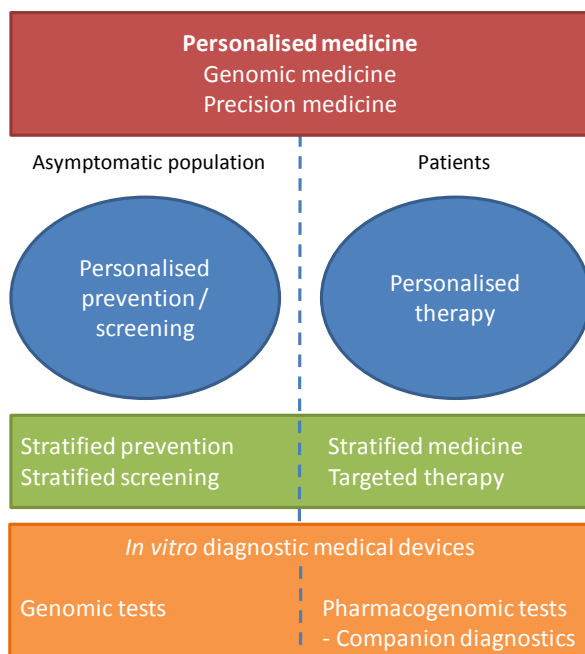 Personalised medicine
Genomic medicine
Precision medicine
Asymptomatic population
Patients
Personalised
prevention /
screening
Personalised
therapy
Stratified prevention
Stratified screening
Stratified medicine
Targeted therapy
In vitro diagnostic medical devices
Genomic tests
Pharmacogenomic tests
- Companion diagnostics